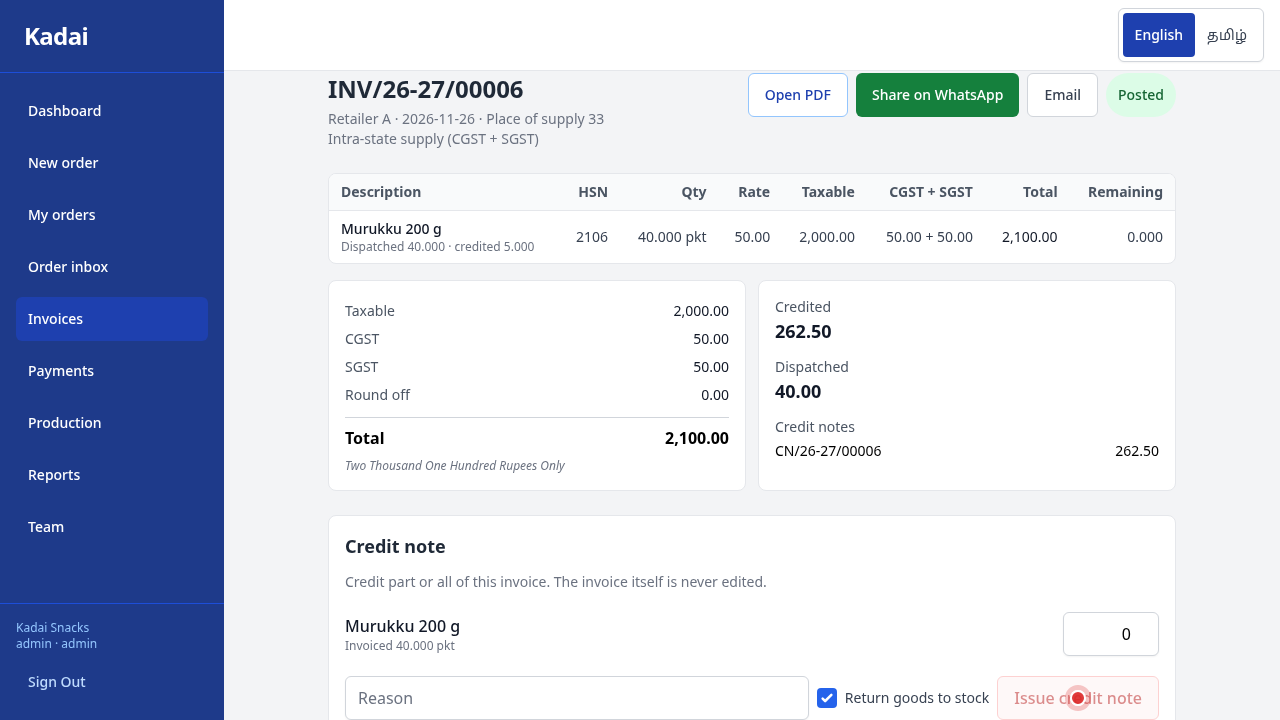 Kadai
English
தமிழ்
Dashboard
New order
My orders
Order inbox
Invoices
Payments
Production
Reports
Team
Kadai Snacks
admin · admin
Sign Out
INV/26-27/00006
Retailer A · 2026-11-26 · Place of supply 33
Intra-state supply (CGST + SGST)
Open PDF
Share on WhatsApp
Email
Posted
Description HSN Qty Rate Taxable CGST + SGST Total Remaining
Murukku 200 g 2106 40.000 pkt 50.00 2,000.00 50.00 + 50.00 2,100.00 0.000
Dispatched 40.000 · credited 5.000
Taxable 2,000.00
CGST 50.00
SGST 50.00
Round off 0.00
Total 2,100.00
Two Thousand One Hundred Rupees Only
Credited
262.50
Dispatched
40.00
Credit notes
CN/26-27/00006 262.50
Credit note
Credit part or all of this invoice. The invoice itself is never edited.
Murukku 200 g
Invoiced 40.000 pkt
0
Reason
Return goods to stock
Issue credit note